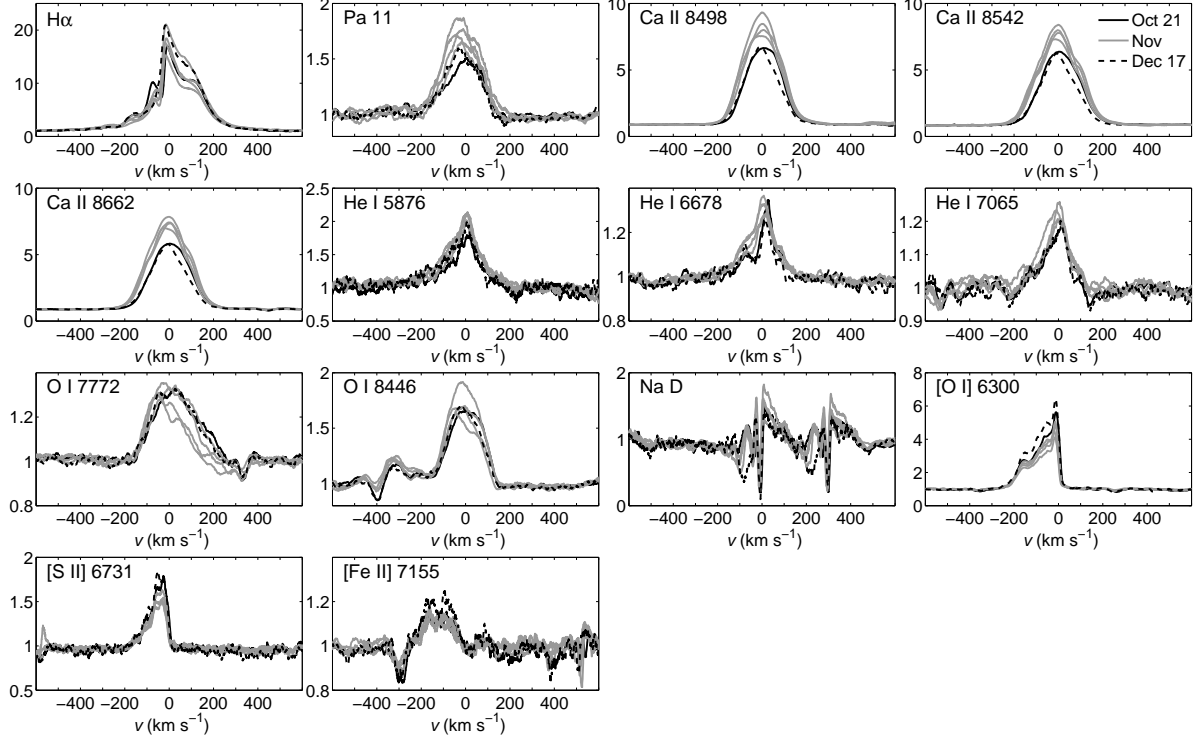 Hα
25
20
15
10
5
0
−400 −200 0 200 400
v (km s⁻¹)
Pa 11
2
1.5
1
−400 −200 0 200 400
v (km s⁻¹)
Ca II 8498
10
5
0
−400 −200 0 200 400
v (km s⁻¹)
Ca II 8542
Oct 21
Nov
Dec 17
10
5
0
−400 −200 0 200 400
v (km s⁻¹)
Ca II 8662
10
5
0
−400 −200 0 200 400
v (km s⁻¹)
He I 5876
2.5
2
1.5
1
0.5
−400 −200 0 200 400
v (km s⁻¹)
He I 6678
1.2
1
0.8
−400 −200 0 200 400
v (km s⁻¹)
He I 7065
1.2
1.1
1
0.9
−400 −200 0 200 400
v (km s⁻¹)
O I 7772
1.2
1
0.8
−400 −200 0 200 400
v (km s⁻¹)
O I 8446
2
1.5
1
−400 −200 0 200 400
v (km s⁻¹)
Na D
2
1
0
−400 −200 0 200 400
v (km s⁻¹)
[O I] 6300
8
6
4
2
0
−400 −200 0 200 400
v (km s⁻¹)
[S II] 6731
2
1.5
1
0.5
−400 −200 0 200 400
v (km s⁻¹)
[Fe II] 7155
1.2
1
0.8
−400 −200 0 200 400
v (km s⁻¹)